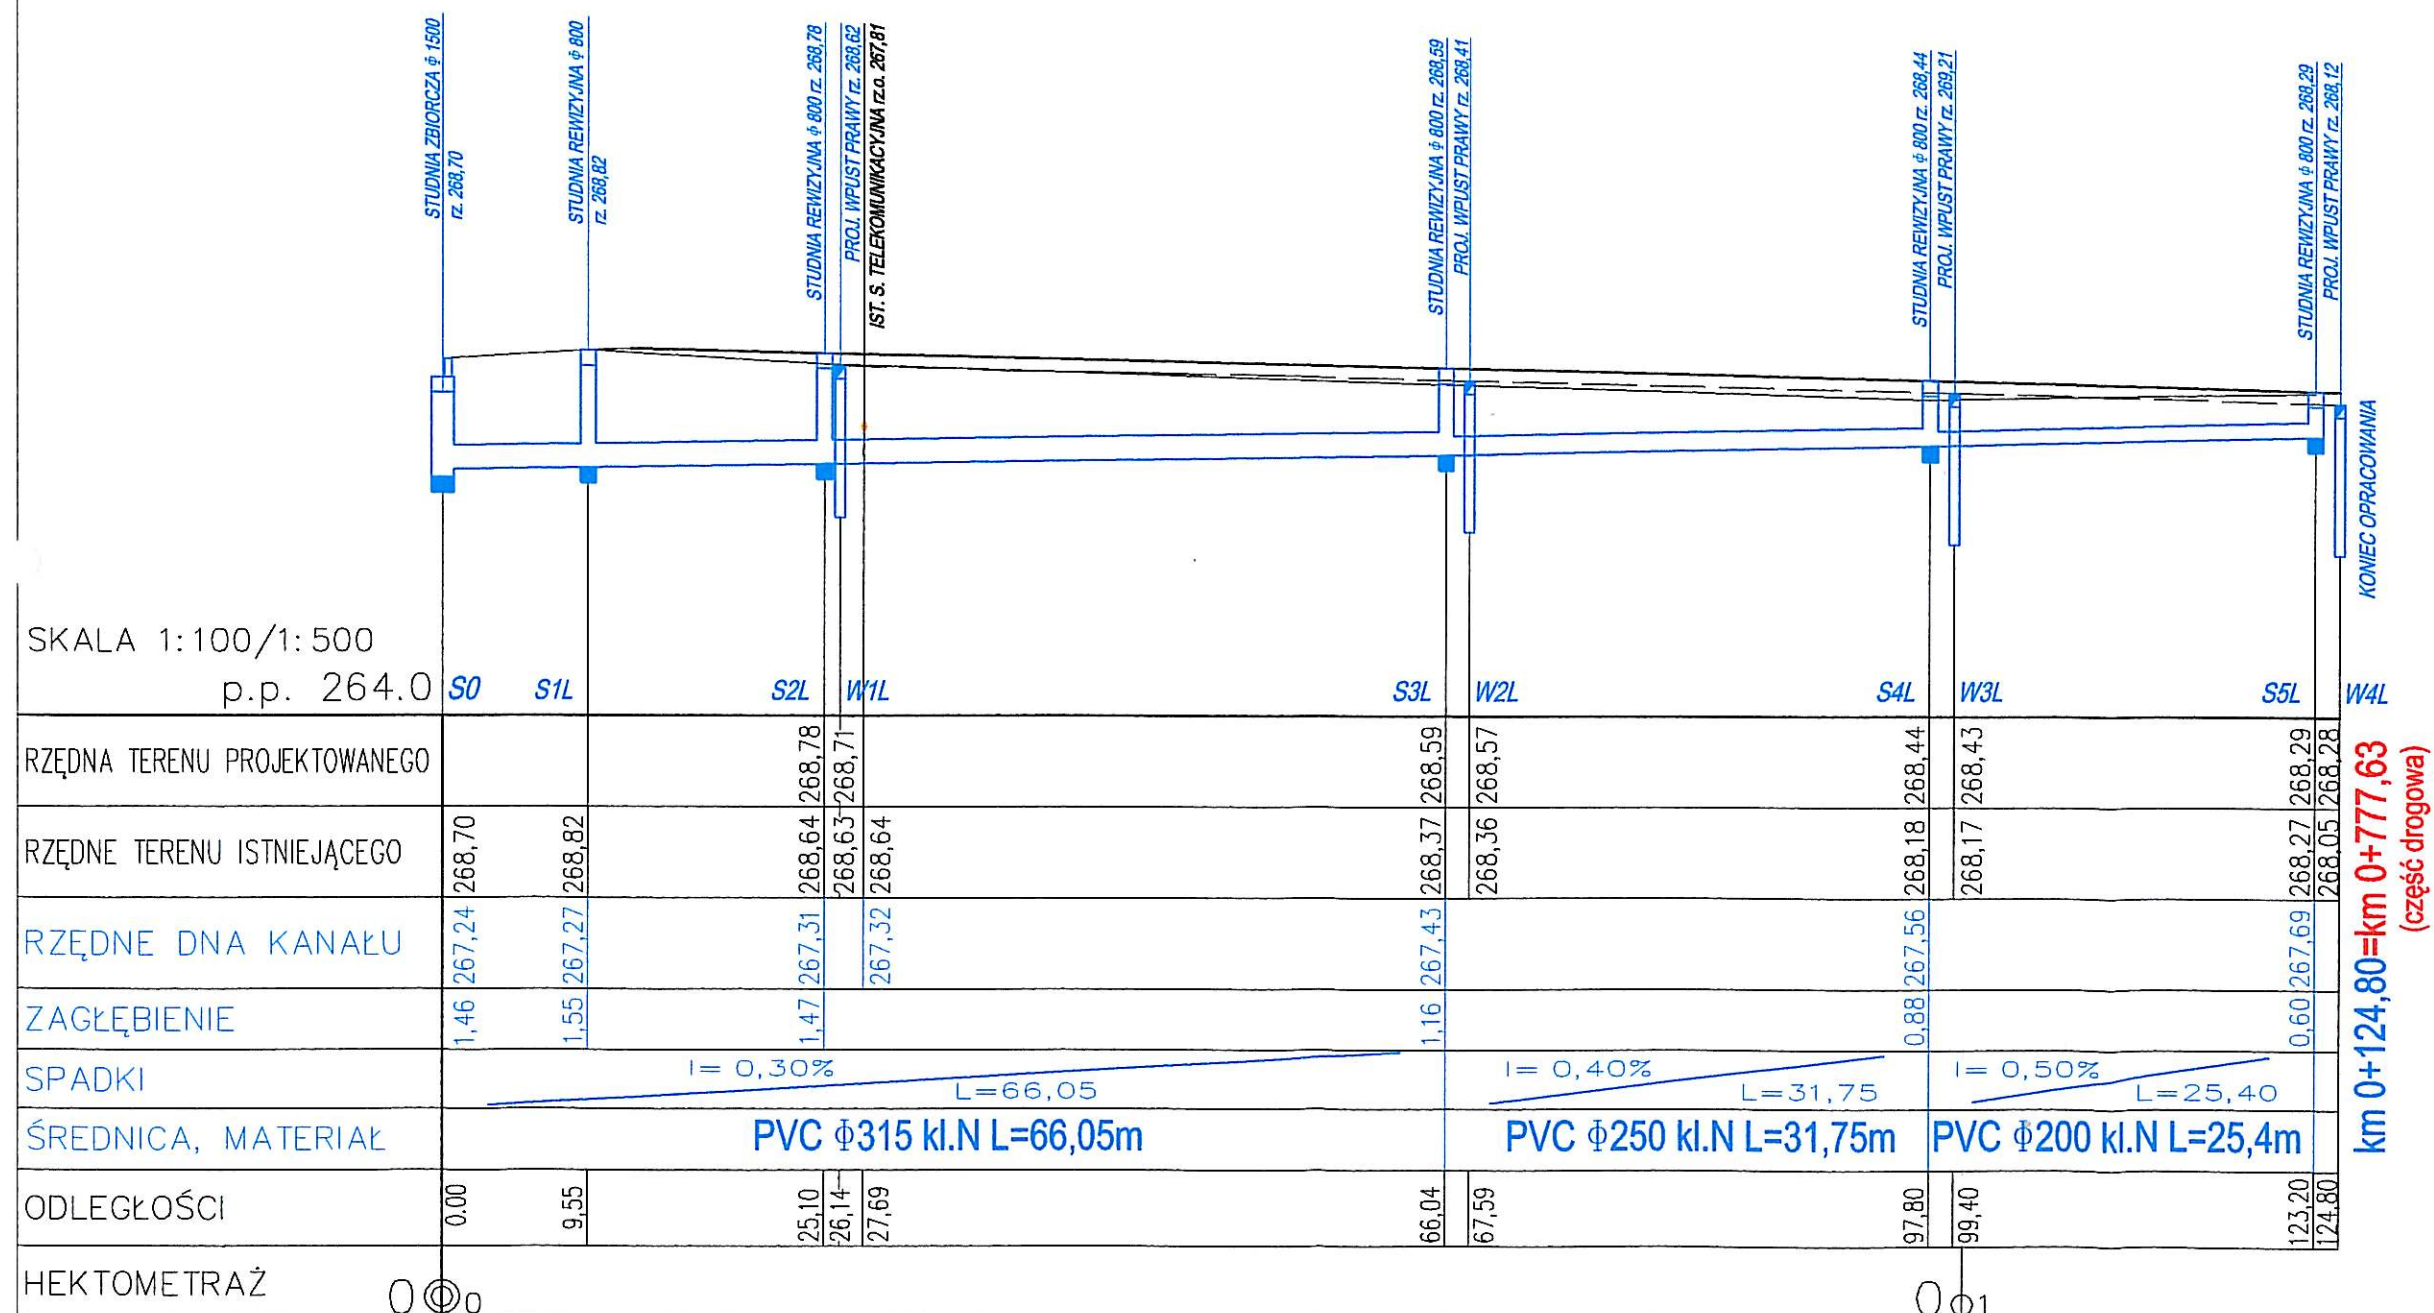 STUDNIA ZBIORCZA ϕ 1500
rz. 268,70
STUDNIA REWIZYJNA ϕ 800
rz. 268,82
STUDNIA REWIZYJNA ϕ 800 rz. 268,78
PROJ. WPUST PRAWY rz. 268,62
IST. S. TELEKOMUNIKACYJNA rz.o. 267,81
STUDNIA REWIZYJNA ϕ 800 rz. 268,59
PROJ. WPUST PRAWY rz. 268,41
STUDNIA REWIZYJNA ϕ 800 rz. 268,44
PROJ. WPUST PRAWY rz. 269,21
STUDNIA REWIZYJNA ϕ 800 rz. 268,29
PROJ. WPUST PRAWY rz. 268,12
KONIEC OPRACOWANIA
SKALA 1:100/1:500
p.p. 264.0
S0 S1L S2L W1L S3L W2L S4L W3L S5L W4L
RZĘDNA TERENU PROJEKTOWANEGO 268,78 268,71 268,59 268,57 268,44 268,43 268,29 268,28
RZĘDNE TERENU ISTNIEJĄCEGO 268,70 268,82 268,64 268,63 268,64 268,37 268,36 268,18 268,17 268,27 268,05
RZĘDNE DNA KANAŁU 267,24 267,27 267,31 267,32 267,43 267,56 267,69
ZAGŁĘBIENIE 1,46 1,55 1,47 1,16 0,88 0,60
SPADKI I= 0,30% L=66,05 I= 0,40% L=31,75 I= 0,50% L=25,40
ŚREDNICA, MATERIAŁ PVC ϕ315 kl.N L=66,05m PVC ϕ250 kl.N L=31,75m PVC ϕ200 kl.N L=25,4m
ODLEGŁOŚCI 0.00 9,55 25,10 26,14 27,69 66,04 67,59 97,80 99,40 123,20 124,80
HEKTOMETRAŻ 0 0 0 1
km 0+124,80=km 0+777,63
(część drogowa)